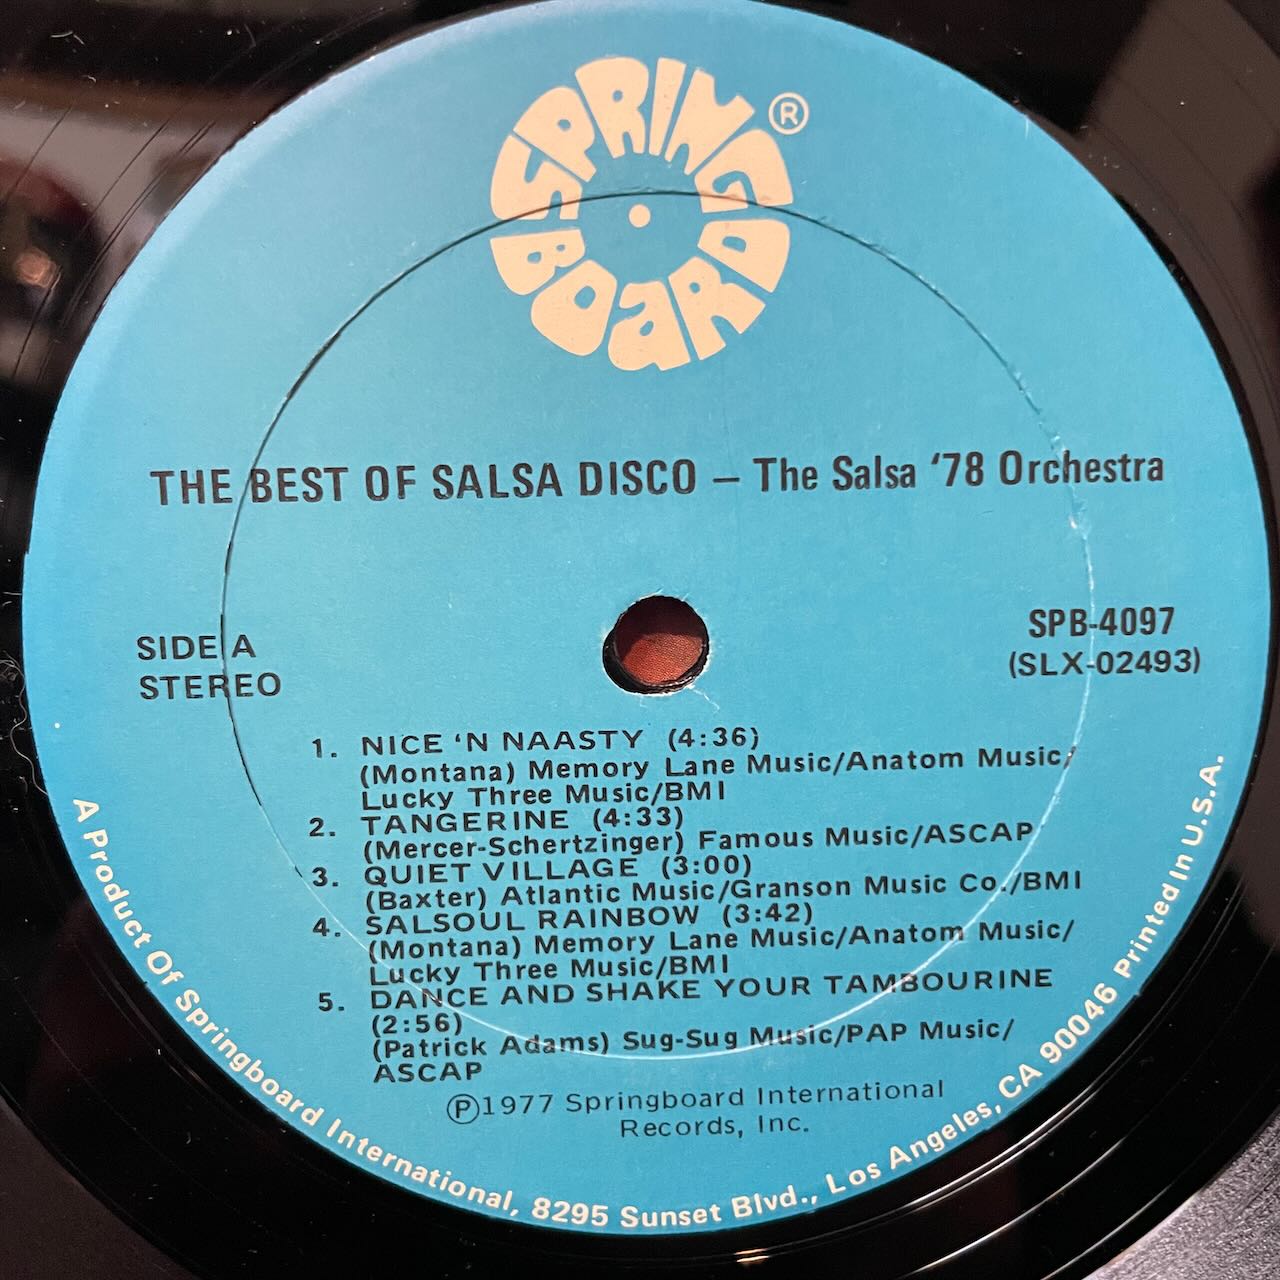 SPRING
BOARD
®
THE BEST OF SALSA DISCO – The Salsa '78 Orchestra
SIDE A
STEREO
SPB-4097
(SLX-02493)
1. NICE 'N NAASTY (4:36)
(Montana) Memory Lane Music/Anatom Music/
Lucky Three Music/BMI
2. TANGERINE (4:33)
(Mercer-Schertzinger) Famous Music/ASCAP
3. QUIET VILLAGE (3:00)
(Baxter) Atlantic Music/Granson Music Co./BMI
4. SALSOUL RAINBOW (3:42)
(Montana) Memory Lane Music/Anatom Music/
Lucky Three Music/BMI
5. DANCE AND SHAKE YOUR TAMBOURINE
(2:56)
(Patrick Adams) Sug-Sug Music/PAP Music/
ASCAP
Ⓟ1977 Springboard International
Records, Inc.
A Product Of Springboard International, 8295 Sunset Blvd., Los Angeles, CA 90046 Printed In U.S.A.